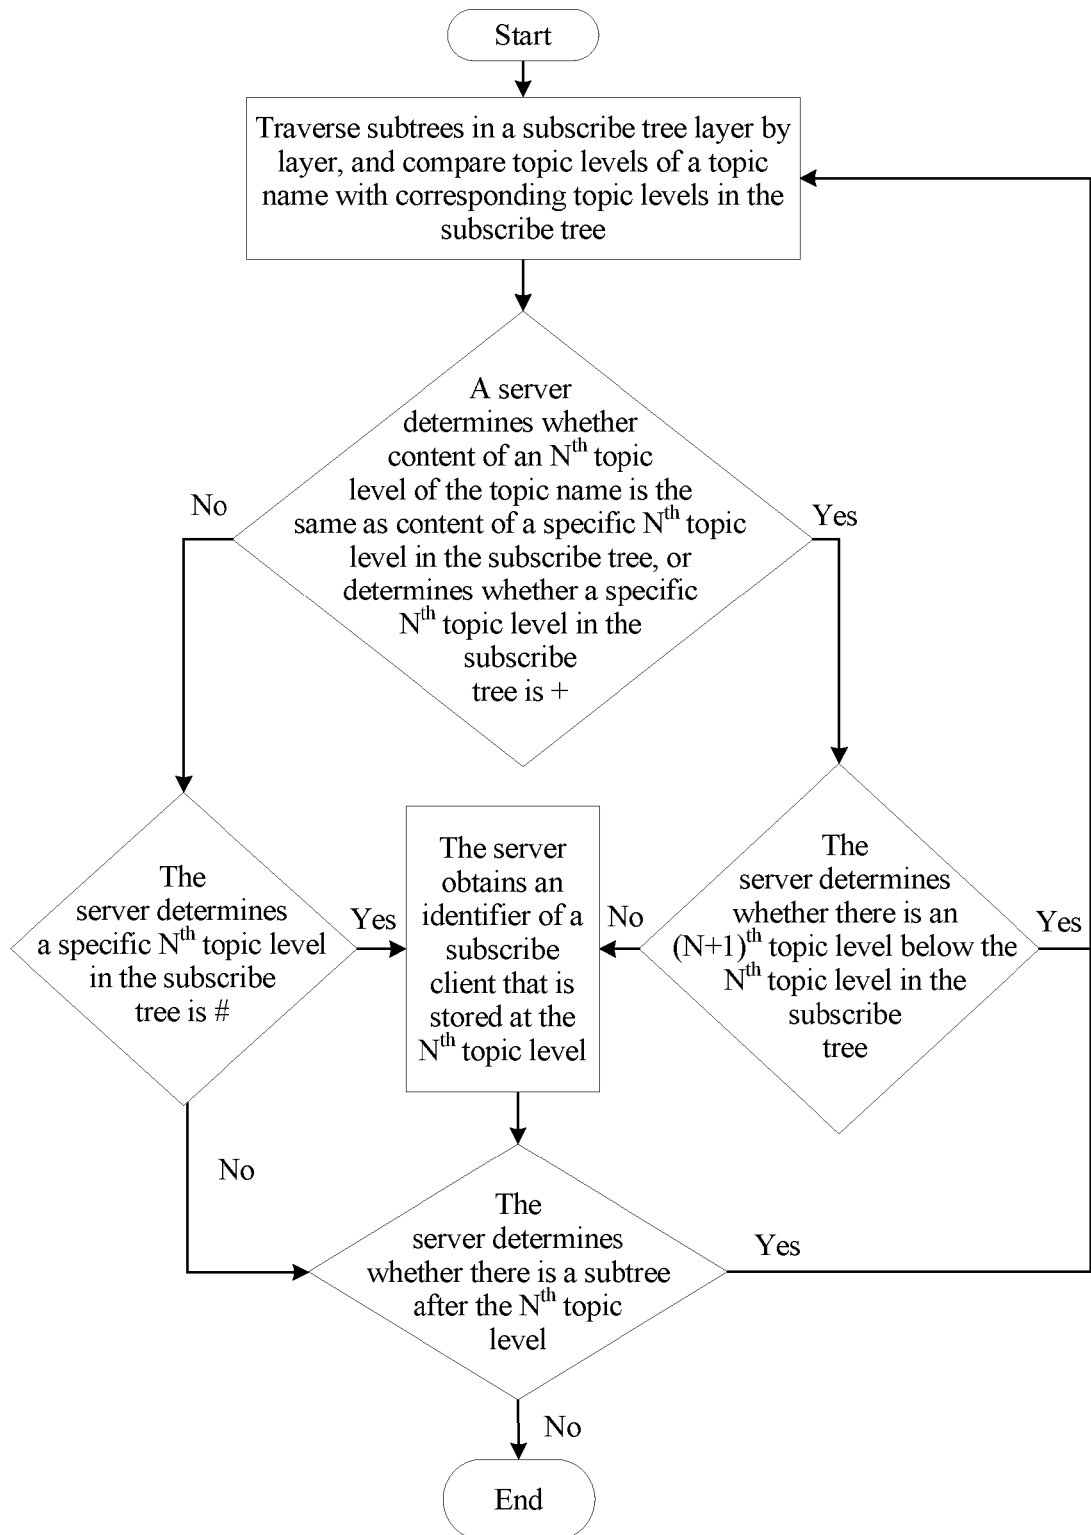 Start
Traverse subtrees in a subscribe tree layer by
layer, and compare topic levels of a topic
name with corresponding topic levels in the
subscribe tree
A server
determines whether
content of an Nth topic
level of the topic name is the
same as content of a specific Nth topic
level in the subscribe tree, or
determines whether a specific
Nth topic level in the
subscribe
tree is +
No
Yes
The
server determines
a specific Nth topic level
in the subscribe
tree is #
Yes
The server
obtains an
identifier of a
subscribe
client that is
stored at the
Nth topic level
No
The
server determines
whether there is an
(N+1)th topic level below the
Nth topic level in the
subscribe
tree
Yes
No
The
server determines
whether there is a subtree
after the Nth topic
level
Yes
No
End